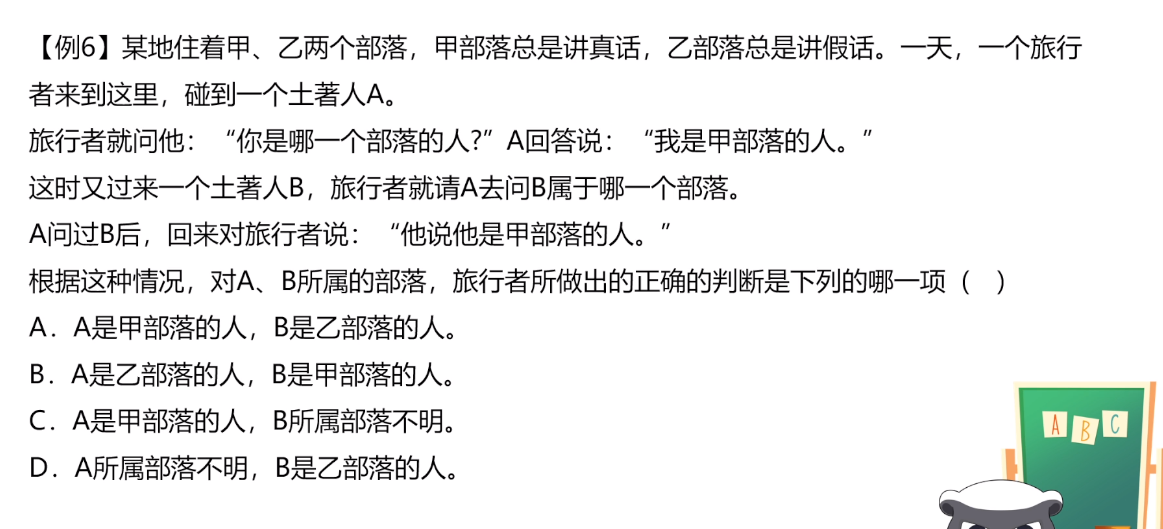 【例6】某地住着甲、乙两个部落，甲部落总是讲真话，乙部落总是讲假话。一天，一个旅行
者来到这里，碰到一个土著人A。
旅行者就问他：“你是哪一个部落的人?”A回答说：“我是甲部落的人。”
这时又过来一个土著人B，旅行者就请A去问B属于哪一个部落。
A问过B后，回来对旅行者说：“他说他是甲部落的人。”
根据这种情况，对A、B所属的部落，旅行者所做出的正确的判断是下列的哪一项（ ）
A．A是甲部落的人，B是乙部落的人。
B．A是乙部落的人，B是甲部落的人。
C．A是甲部落的人，B所属部落不明。
D．A所属部落不明，B是乙部落的人。
A B C